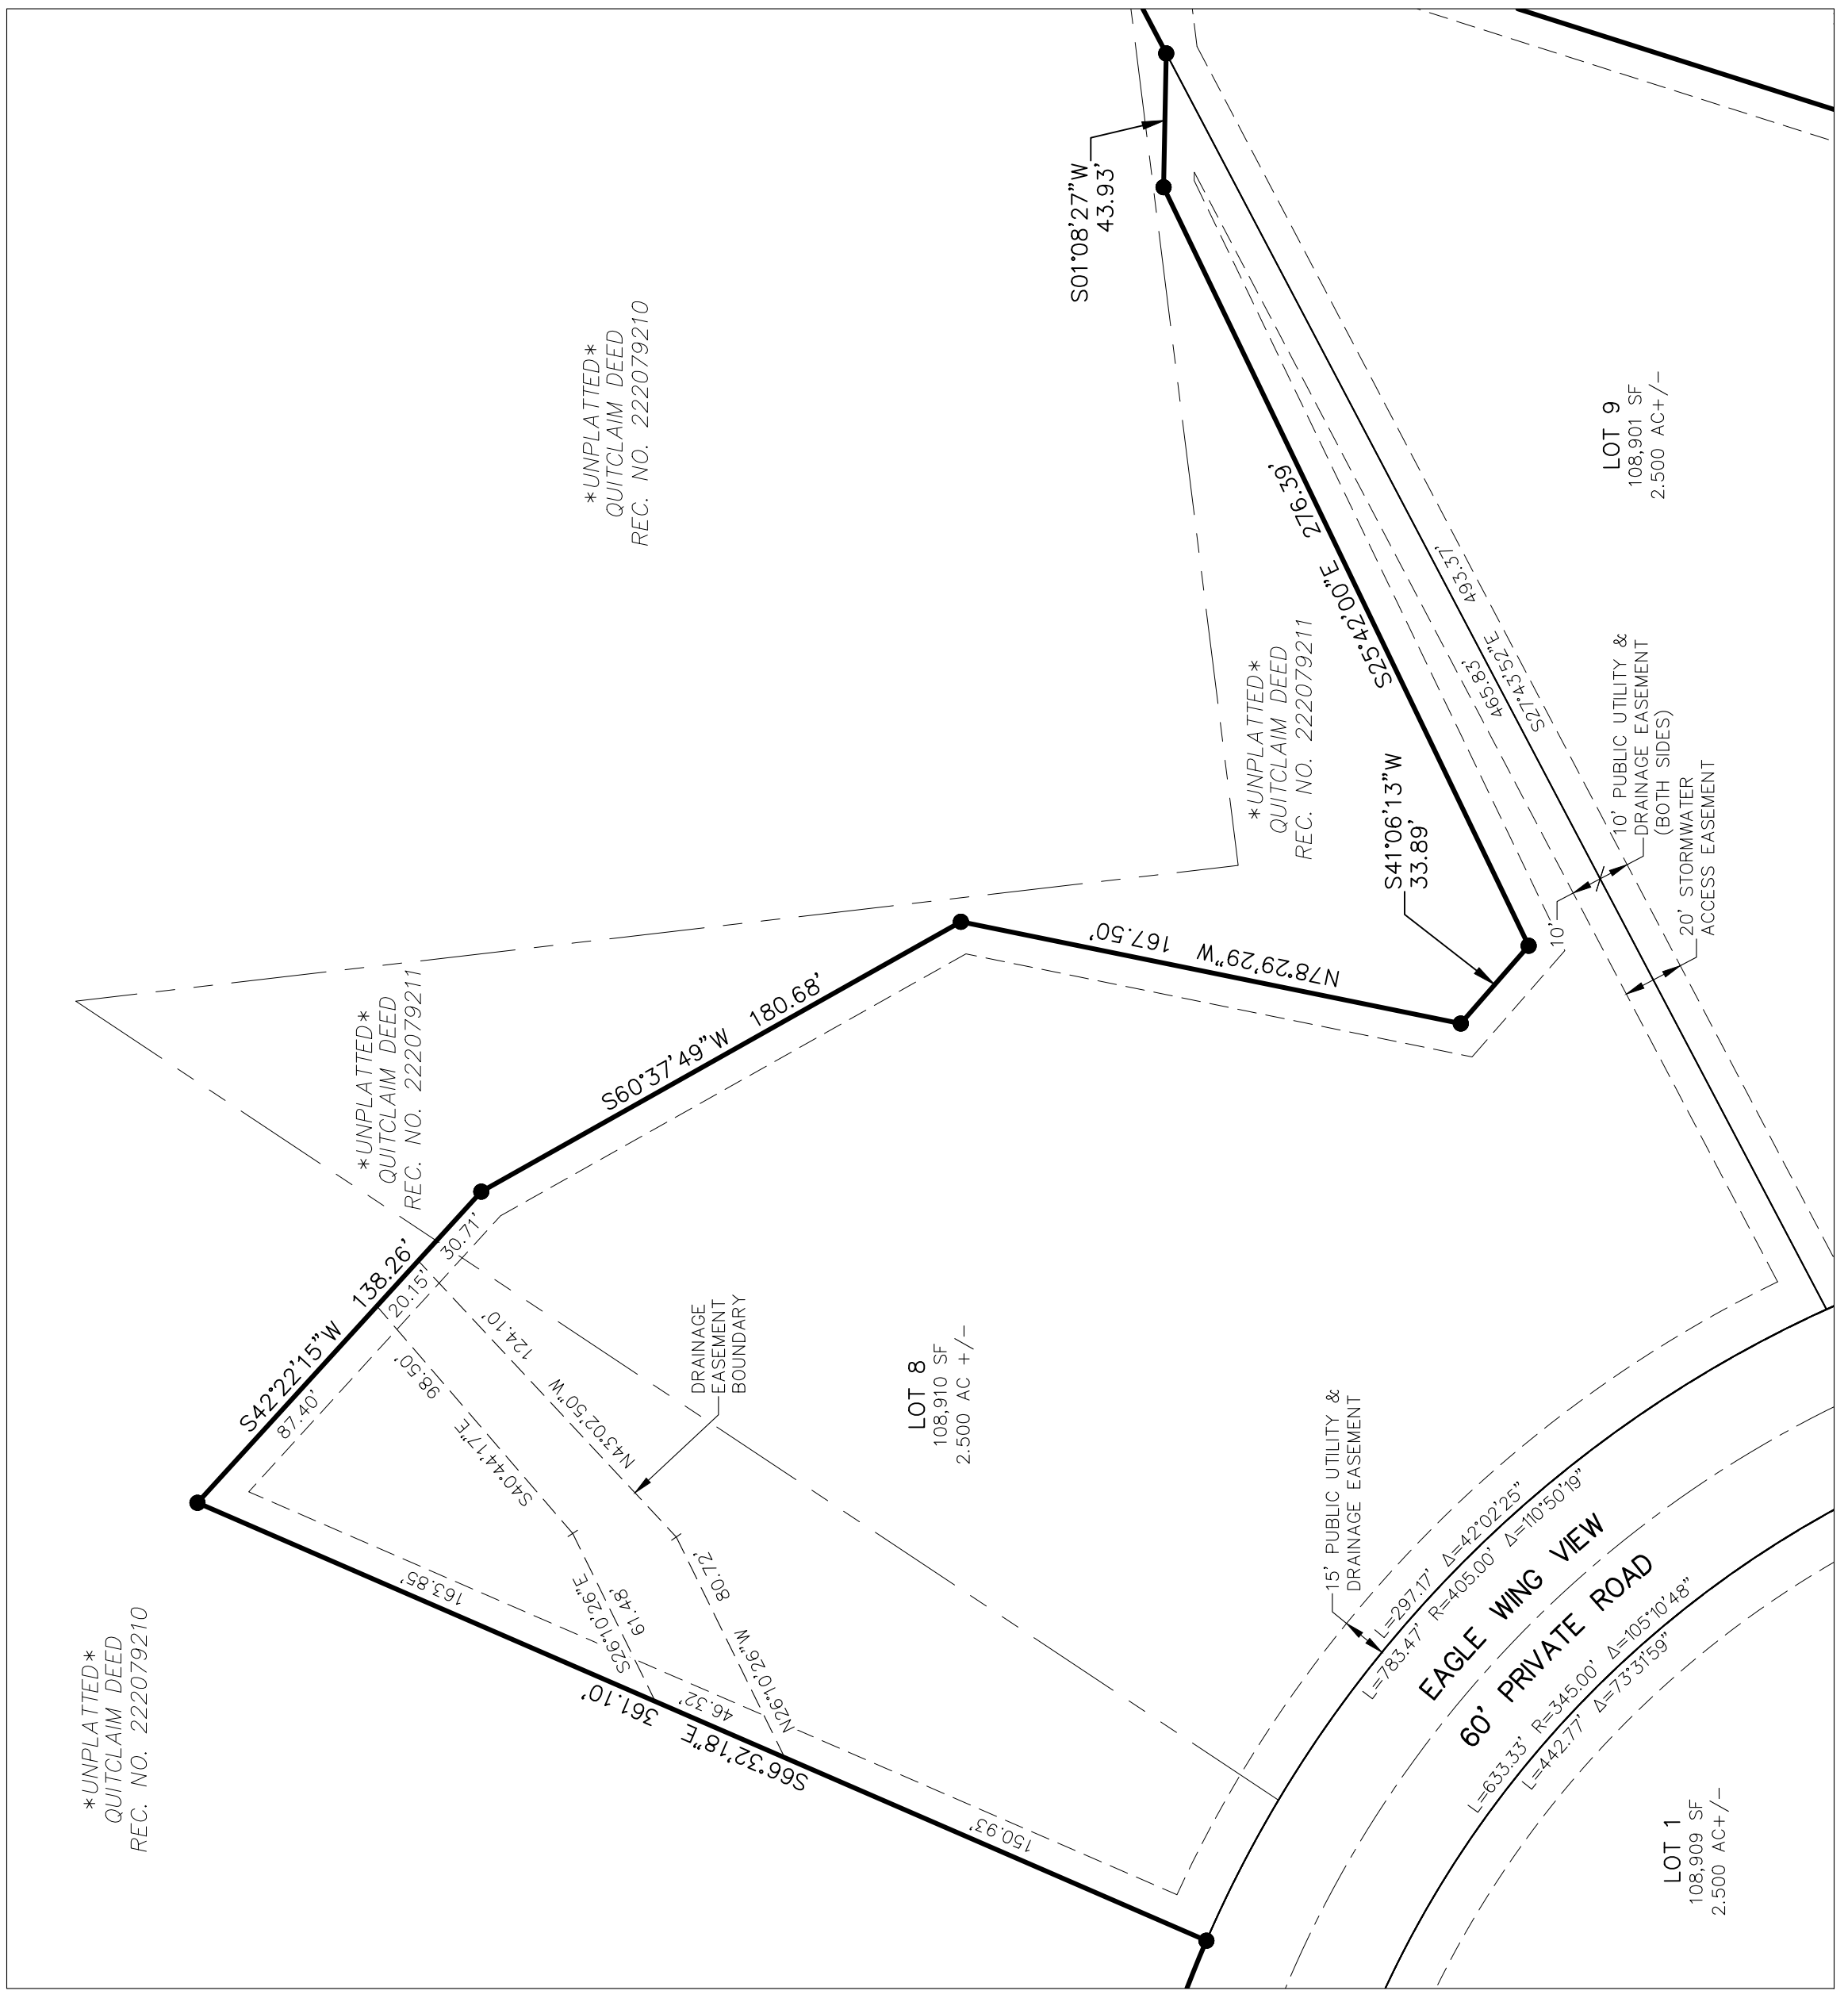 *UNPLATTED*
QUITCLAIM DEED
REC. NO. 222079210
*UNPLATTED*
QUITCLAIM DEED
REC. NO. 222079210
S01°08'27"W
43.93'
*UNPLATTED*
QUITCLAIM DEED
REC. NO. 222079211
*UNPLATTED*
QUITCLAIM DEED
REC. NO. 222079211
S42°22'15"W 138.26'
87.40'
20.15'
30.71'
S60°37'49"W 180.68'
N78°29'29"W 167.50'
S41°06'13"W
33.89'
S25°42'00"E 276.39'
465.83'
S27°43'52"E 493.37'
10'
10' PUBLIC UTILITY &
DRAINAGE EASEMENT
(BOTH SIDES)
20' STORMWATER
ACCESS EASEMENT
LOT 9
108,901 SF
2.500 AC+/-
S40°44'17"E 98.50'
N43°02'50"W 124.10'
DRAINAGE
EASEMENT
BOUNDARY
S26°10'26"E
61.48'
N26°10'26"W 80.72'
163.85'
46.32'
150.93'
S66°32'18"E 361.10'
LOT 8
108,910 SF
2.500 AC +/-
15' PUBLIC UTILITY &
DRAINAGE EASEMENT
L=297.17' Δ=42°02'25"
L=783.47' R=405.00' Δ=110°50'19"
EAGLE WING VIEW
60' PRIVATE ROAD
L=633.33' R=345.00' Δ=105°10'48"
L=442.77' Δ=73°31'59"
LOT 1
108,909 SF
2.500 AC+/-